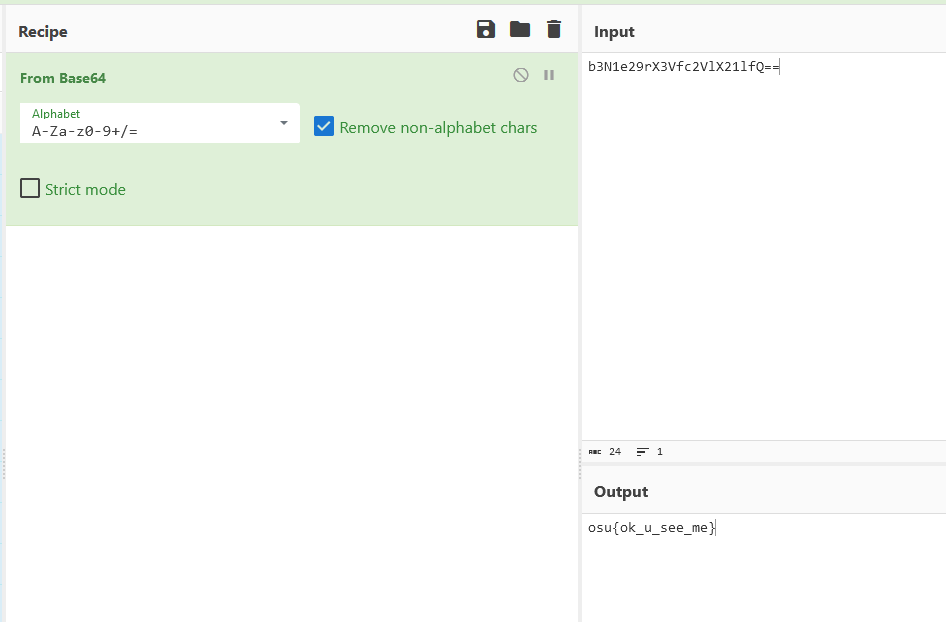 Recipe
From Base64
Alphabet
A-Za-z0-9+/=
Remove non-alphabet chars
Strict mode
Input
b3N1e29rX3Vfc2VlX21lfQ==
ABC 24 1
Output
osu{ok_u_see_me}